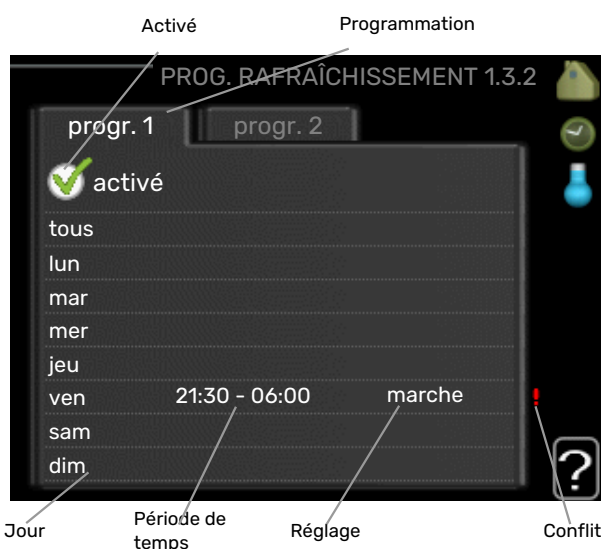 Activé
Programmation
PROG. RAFRAÎCHISSEMENT 1.3.2
progr. 1
progr. 2
activé
tous
lun
mar
mer
jeu
ven 21:30 - 06:00 marche !
sam
dim
?
Jour
Période de
temps
Réglage
Conflit